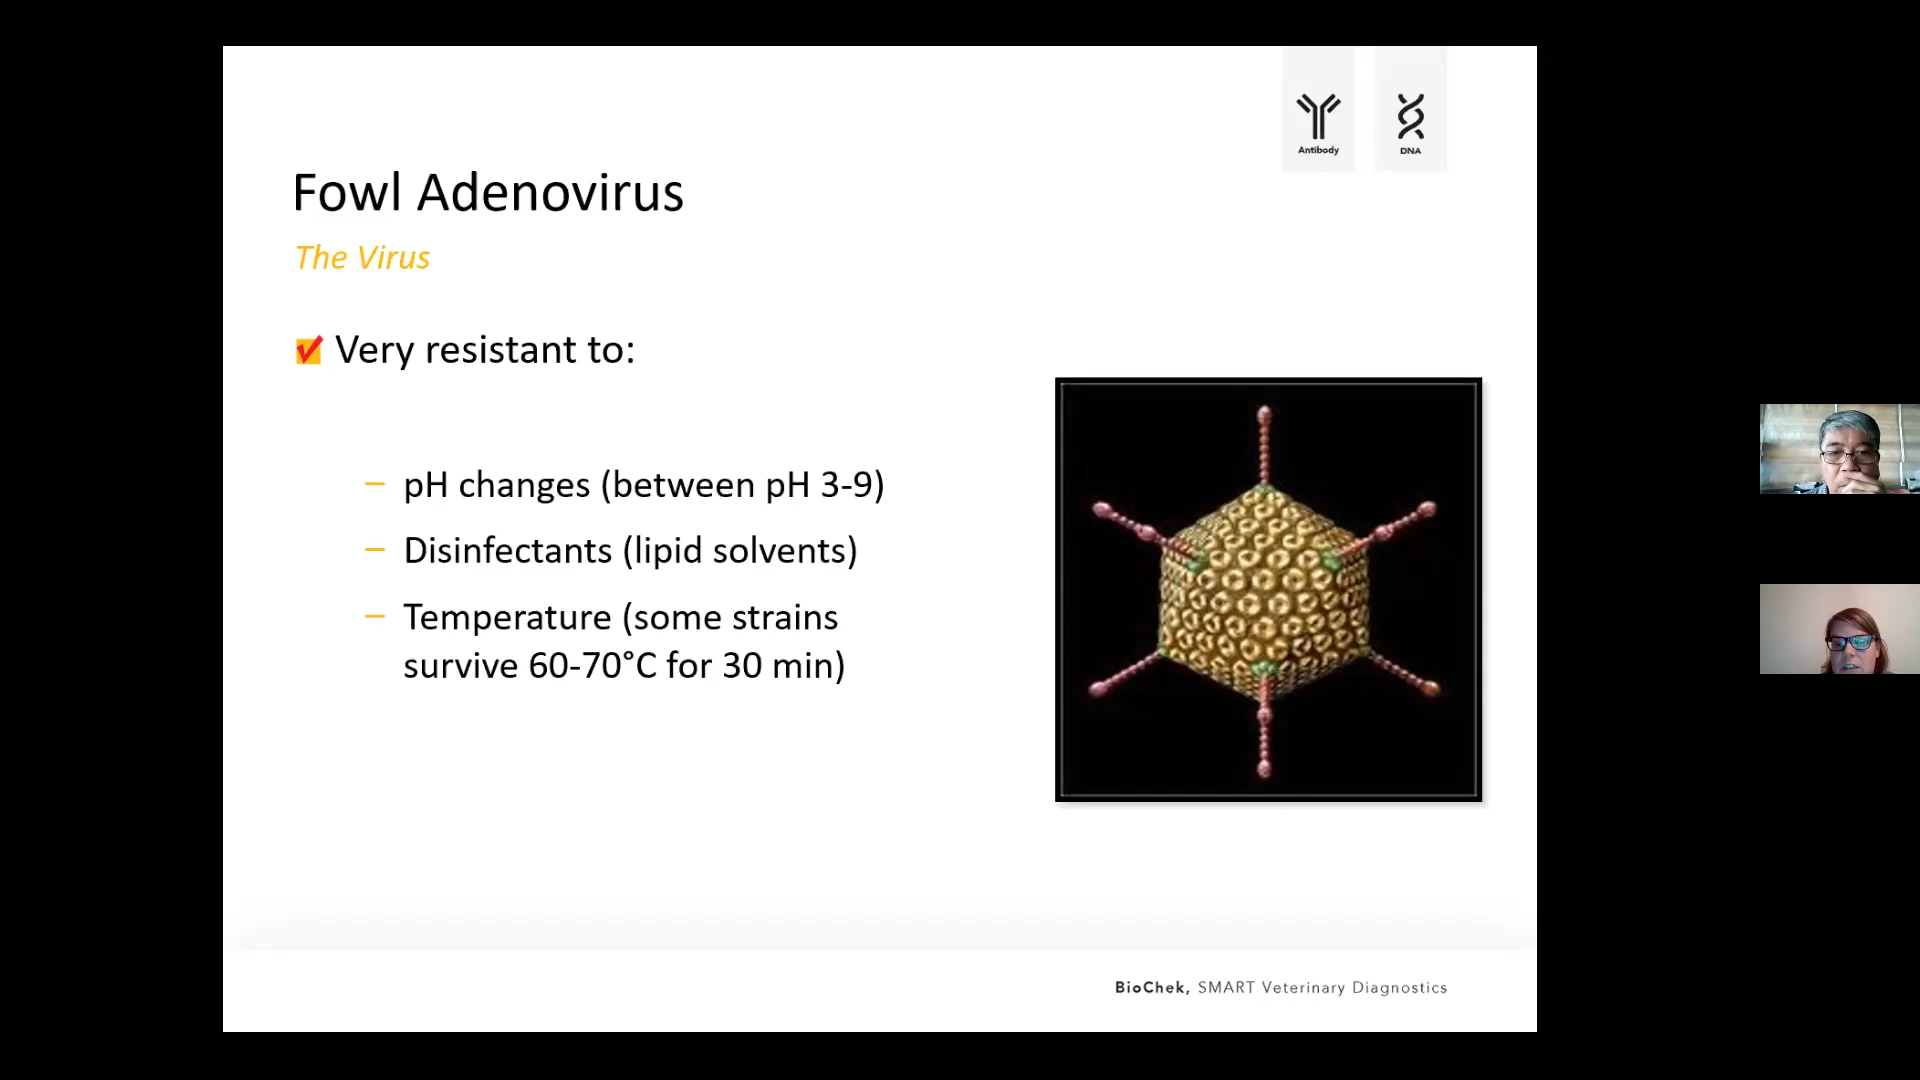 Antibody
DNA
Fowl Adenovirus
The Virus
Very resistant to:
– pH changes (between pH 3-9)
– Disinfectants (lipid solvents)
– Temperature (some strains
survive 60-70°C for 30 min)
BioChek, SMART Veterinary Diagnostics